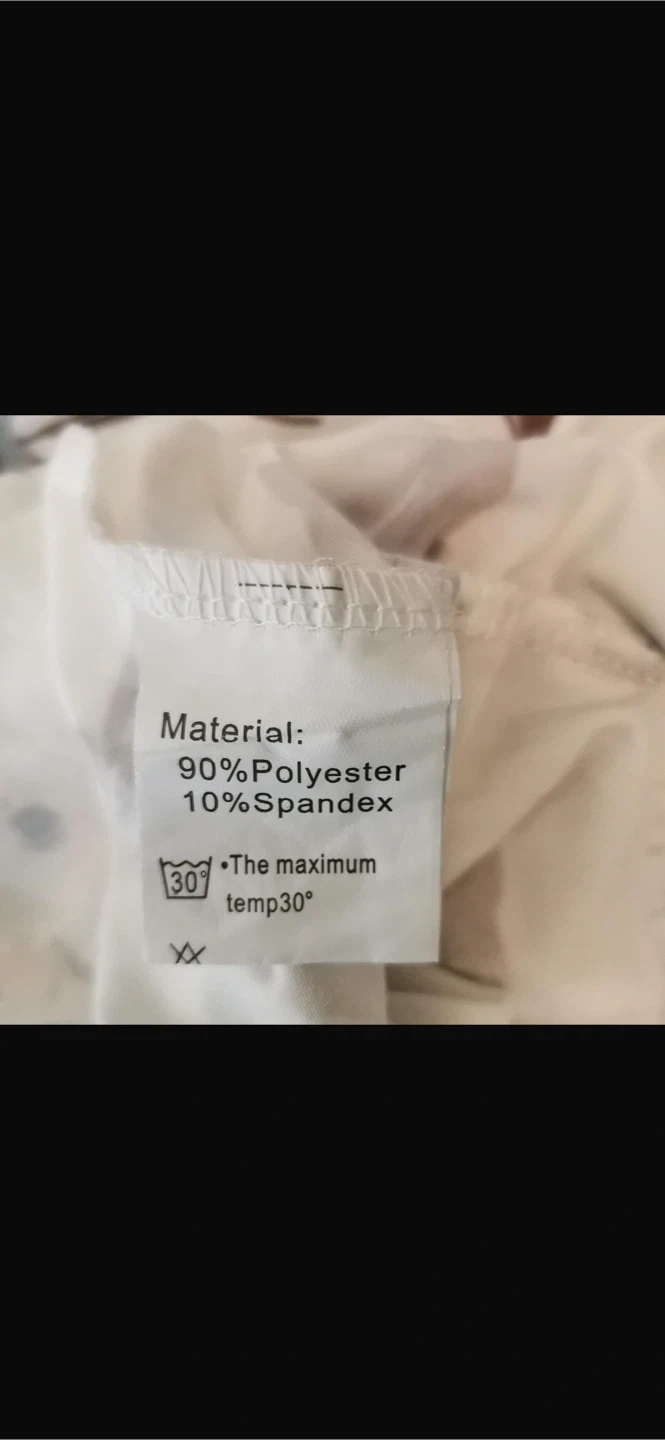 Material:
90%Polyester
10%Spandex
30°
•The maximum
temp30°